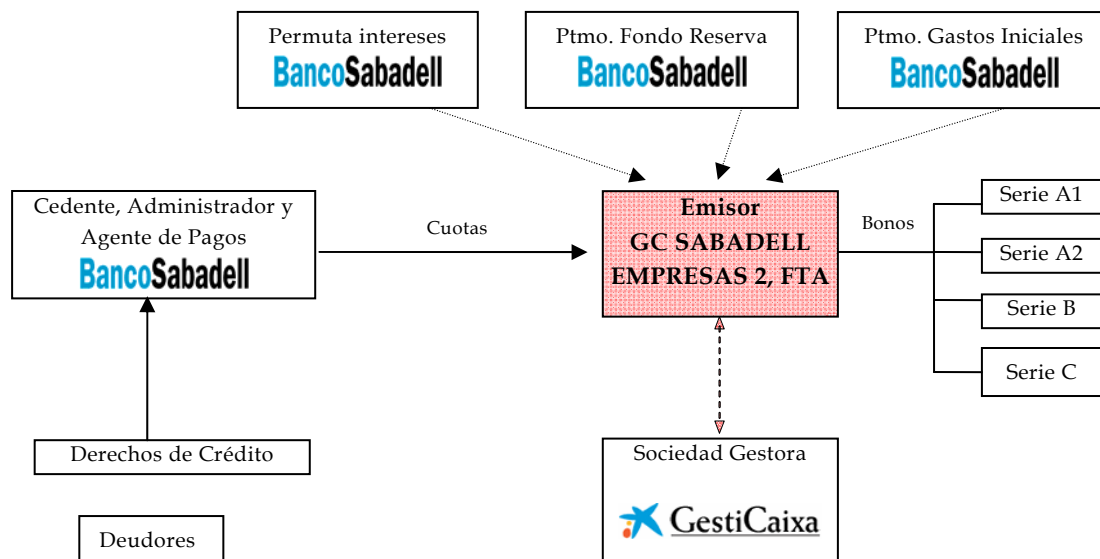 Permuta intereses
BancoSabadell
Ptmo. Fondo Reserva
BancoSabadell
Ptmo. Gastos Iniciales
BancoSabadell
Cedente, Administrador y
Agente de Pagos
BancoSabadell
Cuotas
Emisor
GC SABADELL
EMPRESAS 2, FTA
Bonos
Serie A1
Serie A2
Serie B
Serie C
Derechos de Crédito
Deudores
Sociedad Gestora
GestiCaixa